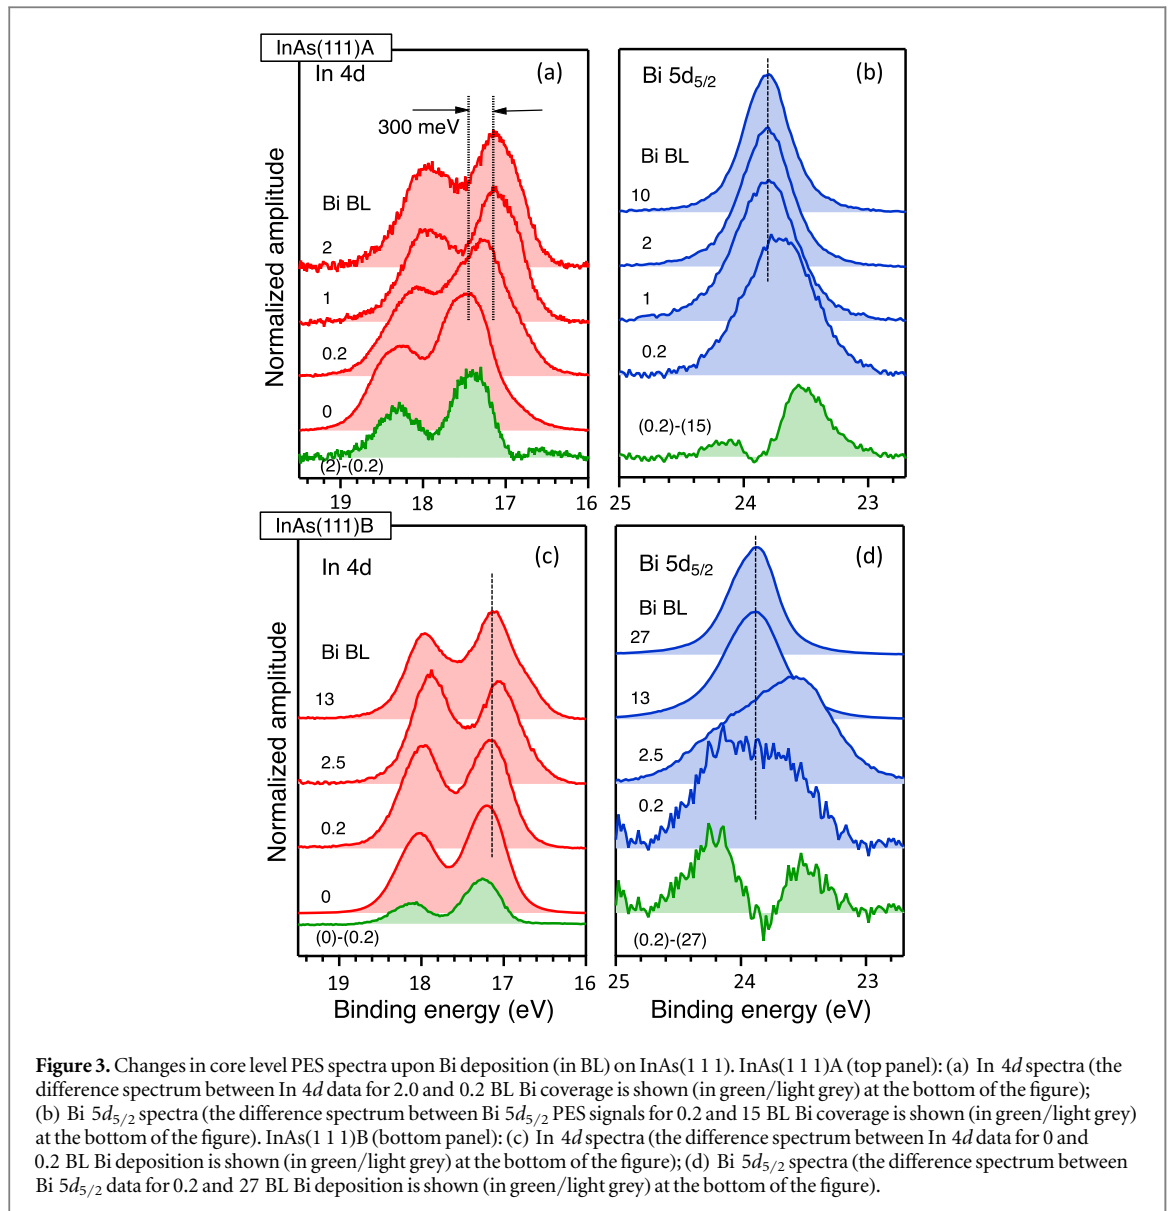 InAs(111)A
In 4d
(a)
300 meV
Bi BL
2
1
0.2
0
(2)-(0.2)
Normalized amplitude
19 18 17 16
Bi 5d5/2
(b)
Bi BL
10
2
1
0.2
(0.2)-(15)
25 24 23
InAs(111)B
In 4d
(c)
Bi BL
13
2.5
0.2
0
(0)-(0.2)
Normalized amplitude
19 18 17 16
Binding energy (eV)
Bi 5d5/2
(d)
Bi BL
27
13
2.5
0.2
(0.2)-(27)
25 24 23
Binding energy (eV)
Figure 3. Changes in core level PES spectra upon Bi deposition (in BL) on InAs(1 1 1). InAs(1 1 1)A (top panel): (a) In 4d spectra (the
difference spectrum between In 4d data for 2.0 and 0.2 BL Bi coverage is shown (in green/light grey) at the bottom of the figure);
(b) Bi 5d5/2 spectra (the difference spectrum between Bi 5d5/2 PES signals for 0.2 and 15 BL Bi coverage is shown (in green/light grey)
at the bottom of the figure). InAs(1 1 1)B (bottom panel): (c) In 4d spectra (the difference spectrum between In 4d data for 0 and
0.2 BL Bi deposition is shown (in green/light grey) at the bottom of the figure); (d) Bi 5d5/2 spectra (the difference spectrum between
Bi 5d5/2 data for 0.2 and 27 BL Bi deposition is shown (in green/light grey) at the bottom of the figure).